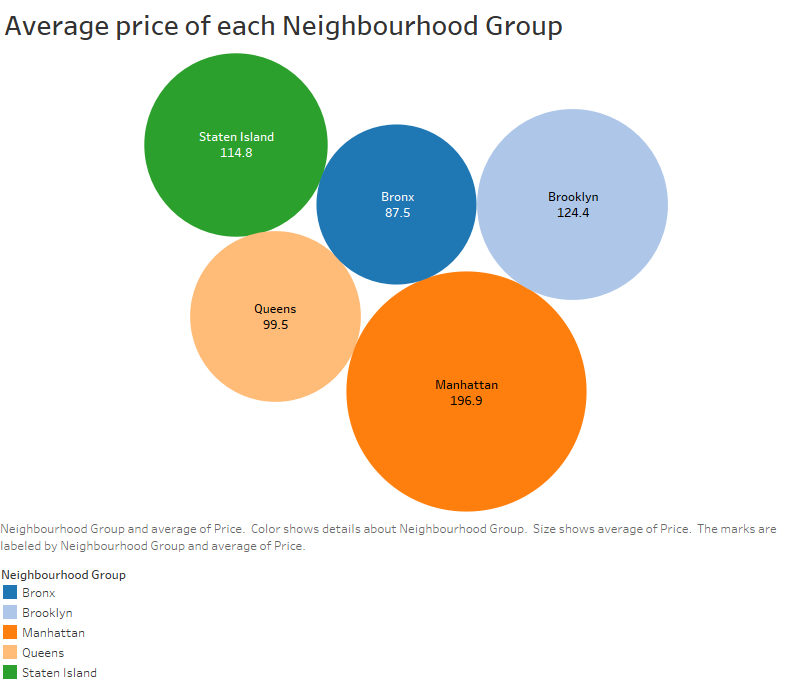 Average price of each Neighbourhood Group
Staten Island
114.8
Bronx
87.5
Brooklyn
124.4
Queens
99.5
Manhattan
196.9
Neighbourhood Group and average of Price.  Color shows details about Neighbourhood Group.  Size shows average of Price.  The marks are
labeled by Neighbourhood Group and average of Price.
Neighbourhood Group
Bronx
Brooklyn
Manhattan
Queens
Staten Island